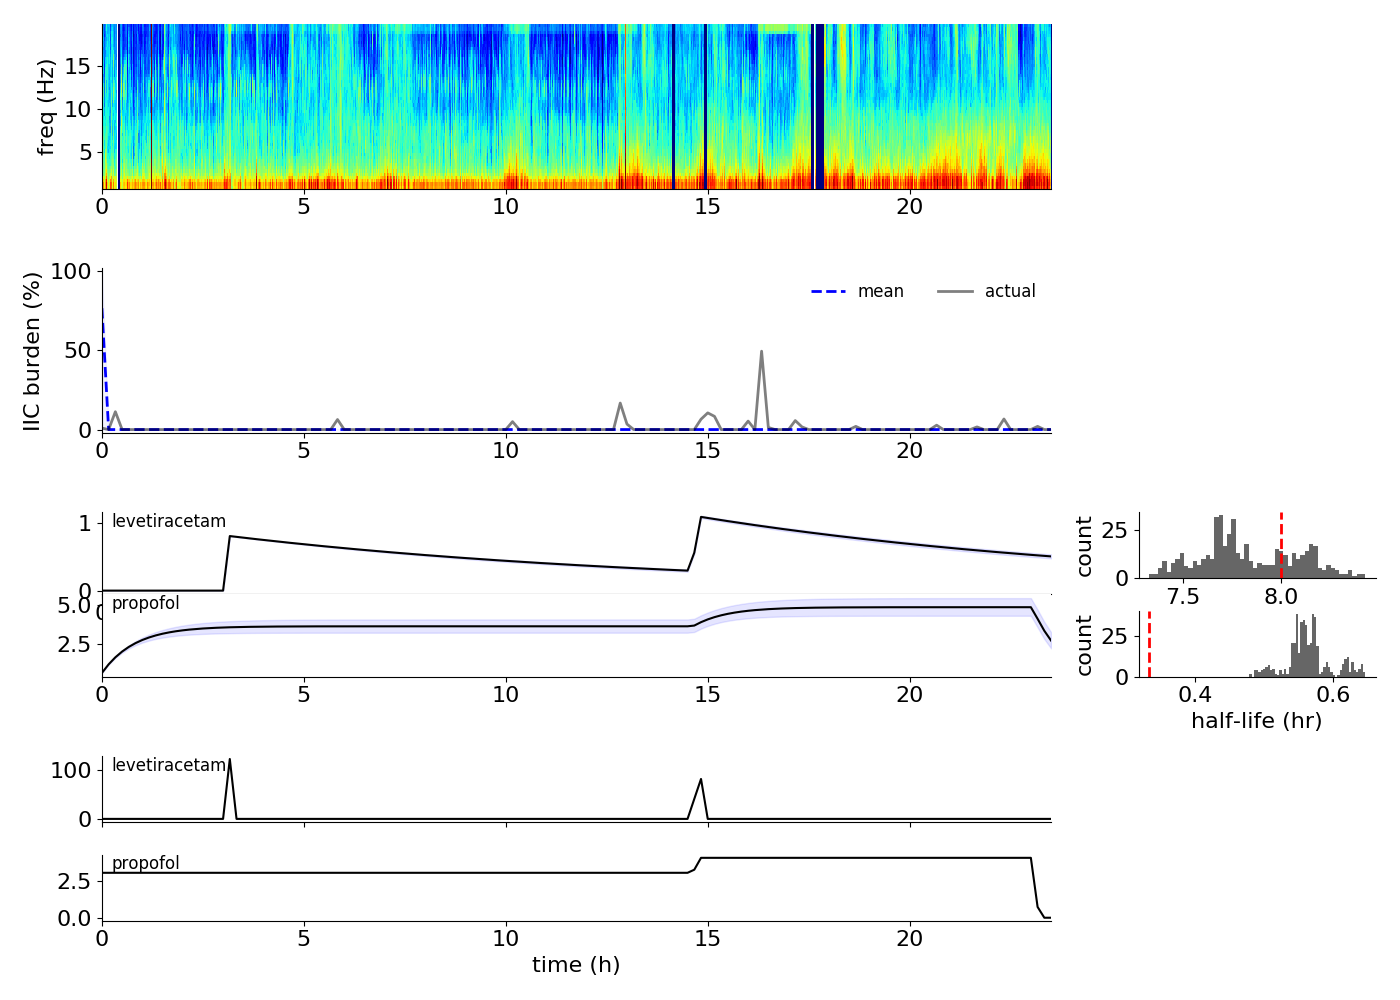 freq (Hz)
15
10
5
0 5 10 15 20
IIC burden (%)
100
50
0
mean actual
0 5 10 15 20
levetiracetam
1
0
propofol
5.0
2.5
0 5 10 15 20
count
25
0
7.5 8.0
count
25
0
0.4 0.6
half-life (hr)
levetiracetam
100
0
propofol
2.5
0.0
0 5 10 15 20
time (h)